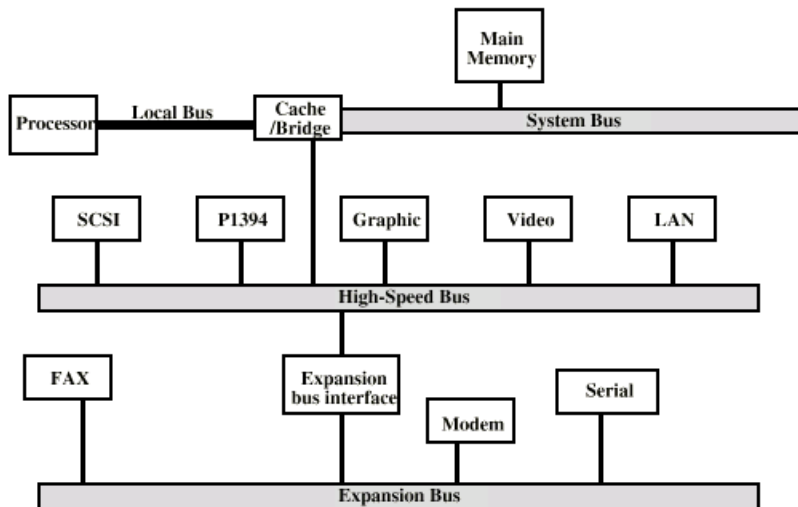 Main
Memory
Processor
Local Bus
Cache
/Bridge
System Bus
SCSI
P1394
Graphic
Video
LAN
High-Speed Bus
FAX
Expansion
bus interface
Modem
Serial
Expansion Bus